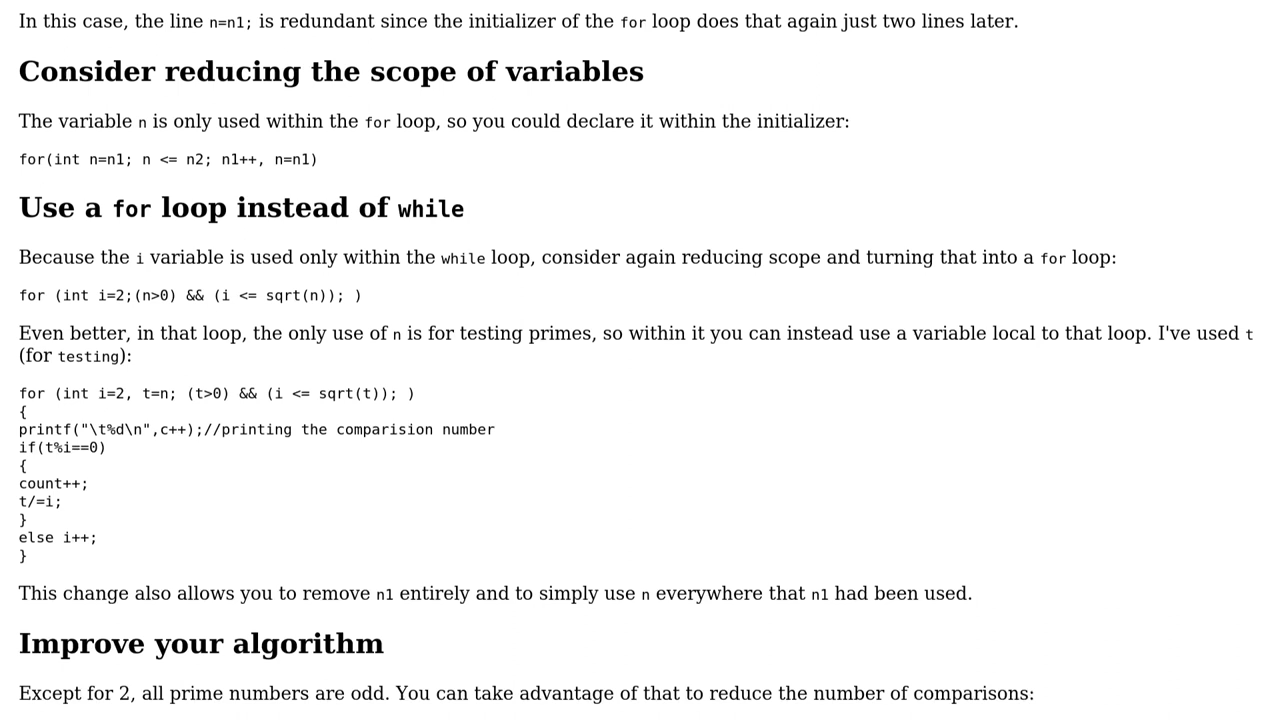 In this case, the line n=n1; is redundant since the initializer of the for loop does that again just two lines later.
Consider reducing the scope of variables
The variable n is only used within the for loop, so you could declare it within the initializer:
for(int n=n1; n <= n2; n1++, n=n1)
Use a for loop instead of while
Because the i variable is used only within the while loop, consider again reducing scope and turning that into a for loop:
for (int i=2;(n>0) && (i <= sqrt(n)); )
Even better, in that loop, the only use of n is for testing primes, so within it you can instead use a variable local to that loop. I've used t
(for testing):
for (int i=2, t=n; (t>0) && (i <= sqrt(t)); )
{
printf("\t%d\n",c++);//printing the comparision number
if(t%i==0)
{
count++;
t/=i;
}
else i++;
}
This change also allows you to remove n1 entirely and to simply use n everywhere that n1 had been used.
Improve your algorithm
Except for 2, all prime numbers are odd. You can take advantage of that to reduce the number of comparisons: